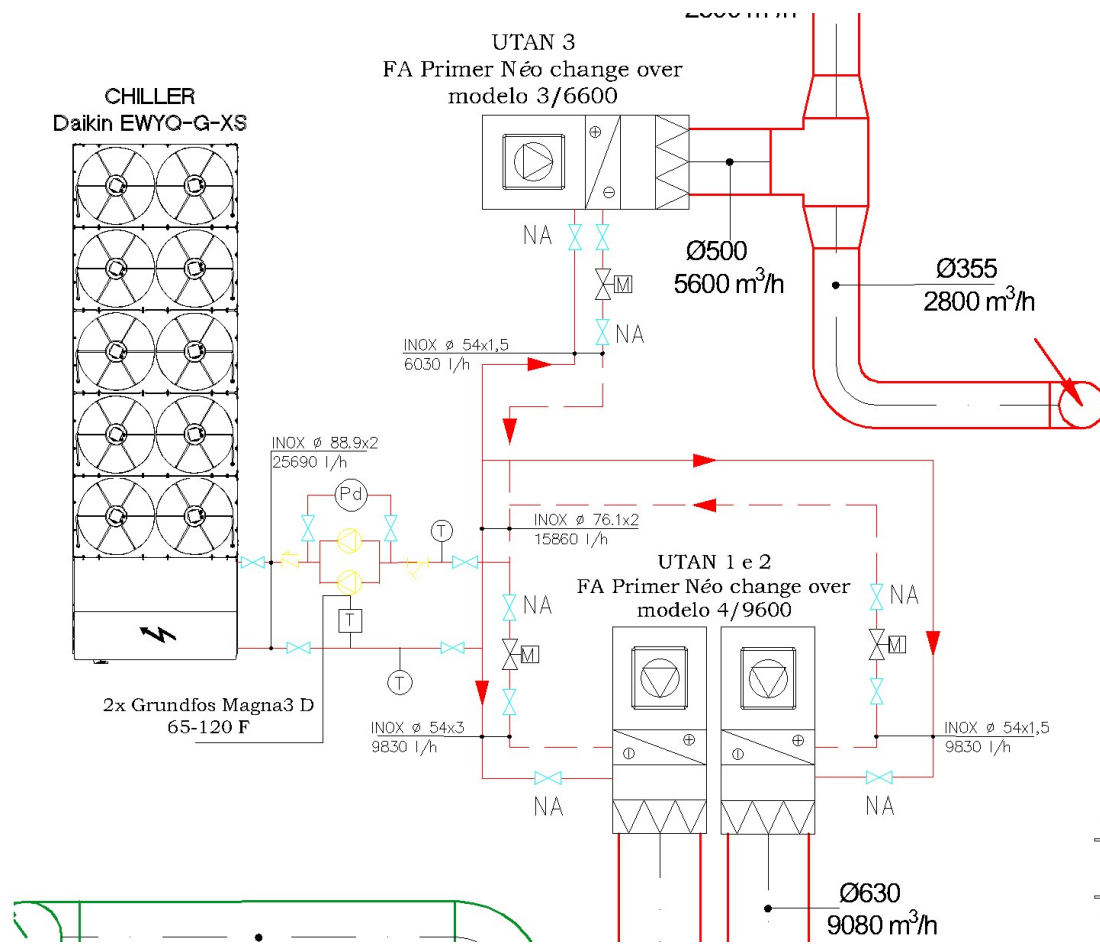 UTAN 3
FA Primer Néo change over
modelo 3/6600
CHILLER
Daikin EWYQ-G-XS
NA
M
NA
Ø500
5600 m³/h
Ø355
2800 m³/h
INOX ø 54x1,5
6030 l/h
INOX ø 88.9x2
25690 l/h
Pd
T
INOX ø 76.1x2
15860 l/h
UTAN 1 e 2
FA Primer Néo change over
modelo 4/9600
NA
NA
M
M
T
T
2x Grundfos Magna3 D
65-120 F
INOX ø 54x3
9830 l/h
INOX ø 54x1,5
9830 l/h
NA
NA
Ø630
9080 m³/h